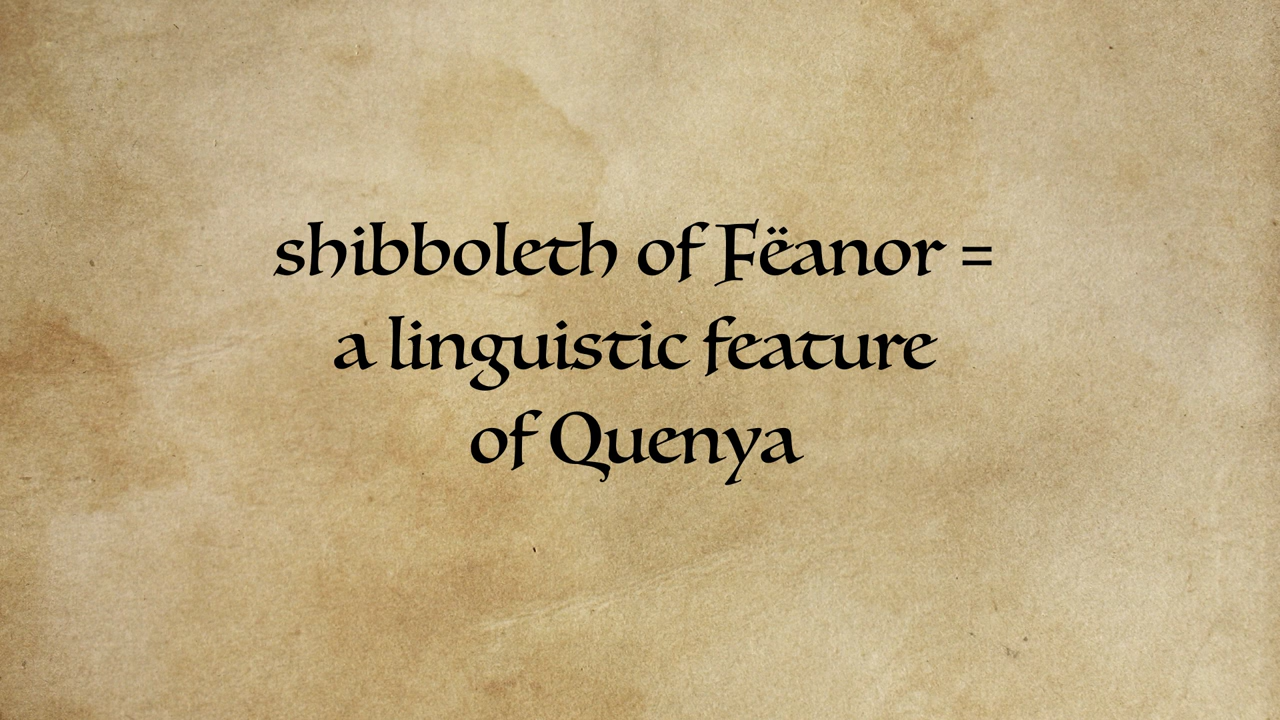 shibboleth of Fëanor =
a linguistic feature
of Quenya